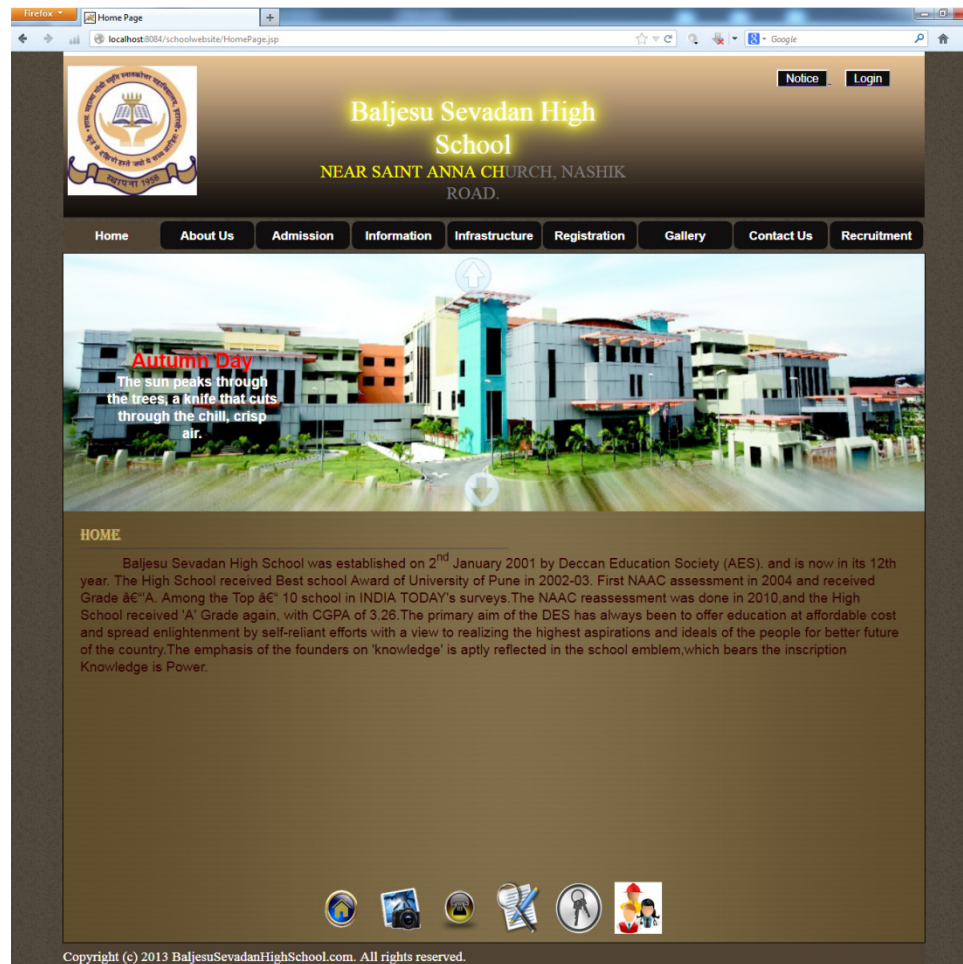 Firefox
Home Page
+
localhost:8084/schoolwebsite/HomePage.jsp
Google
Notice
Login
Baljesu Sevadan High
School
NEAR SAINT ANNA CHURCH, NASHIK
ROAD.
स्थापना 1958
Home
About Us
Admission
Information
Infrastructure
Registration
Gallery
Contact Us
Recruitment
Autumn Day
The sun peaks through
the trees, a knife that cuts
through the chill, crisp
air.
HOME
Baljesu Sevadan High School was established on 2nd January 2001 by Deccan Education Society (AES). and is now in its 12th
year. The High School received Best school Award of University of Pune in 2002-03. First NAAC assessment in 2004 and received
Grade â€“'A. Among the Top â€“ 10 school in INDIA TODAY's surveys.The NAAC reassessment was done in 2010,and the High
School received 'A' Grade again, with CGPA of 3.26.The primary aim of the DES has always been to offer education at affordable cost
and spread enlightenment by self-reliant efforts with a view to realizing the highest aspirations and ideals of the people for better future
of the country.The emphasis of the founders on 'knowledge' is aptly reflected in the school emblem,which bears the inscription
Knowledge is Power.
Copyright (c) 2013 BaljesuSevadanHighSchool.com. All rights reserved.